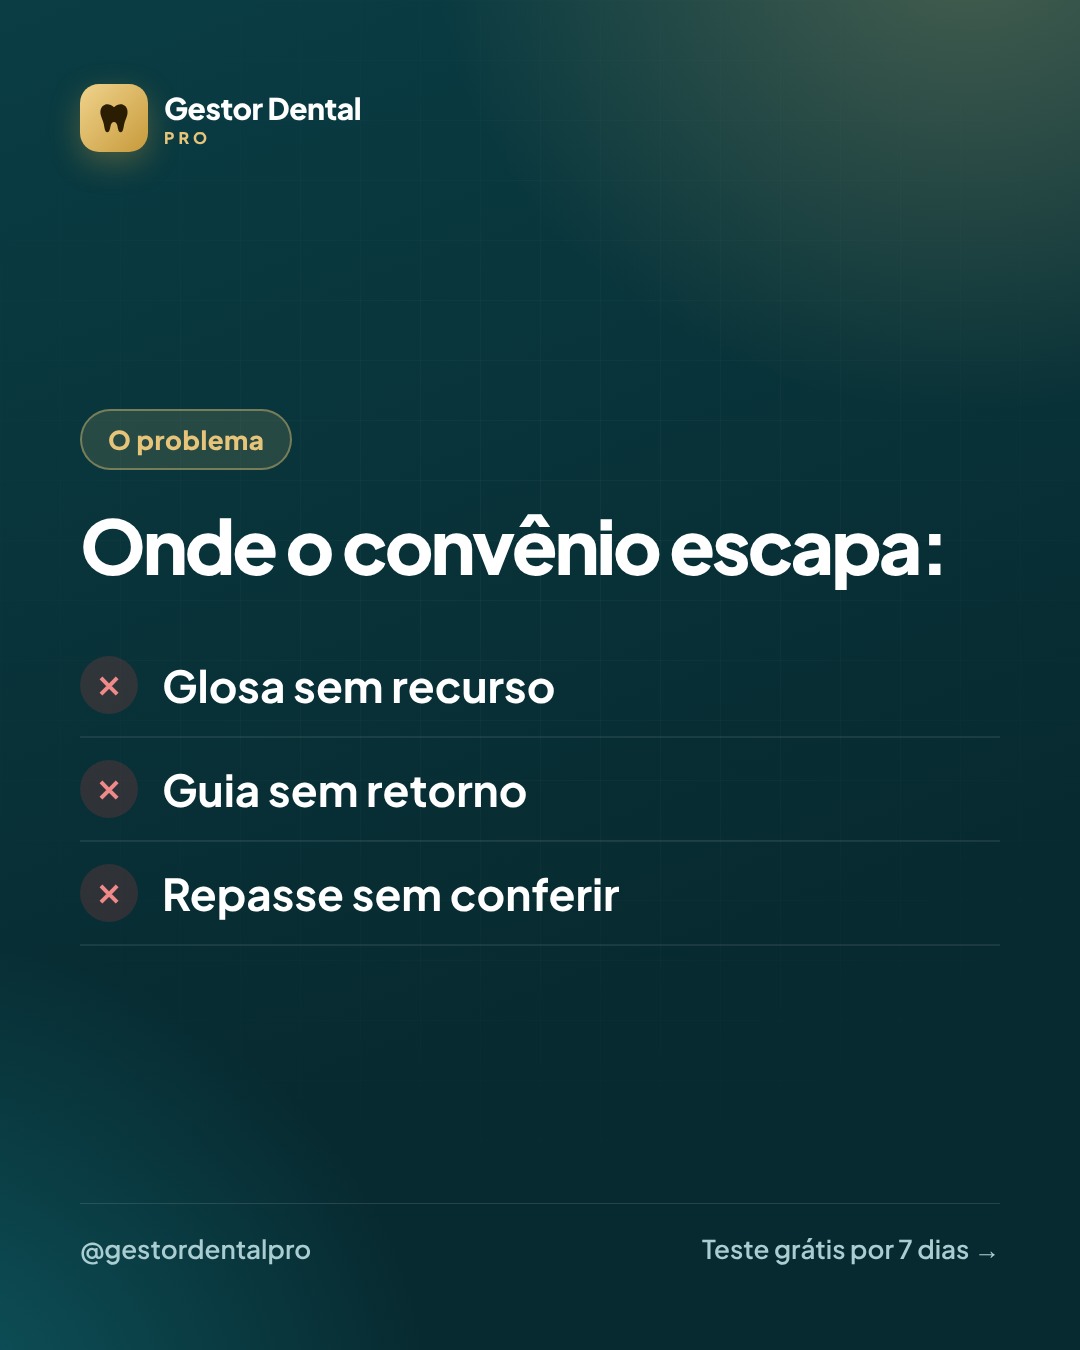 Gestor Dental
PRO
O problema
Onde o convênio escapa:
Glosa sem recurso
Guia sem retorno
Repasse sem conferir
@gestordentalpro
Teste grátis por 7 dias →